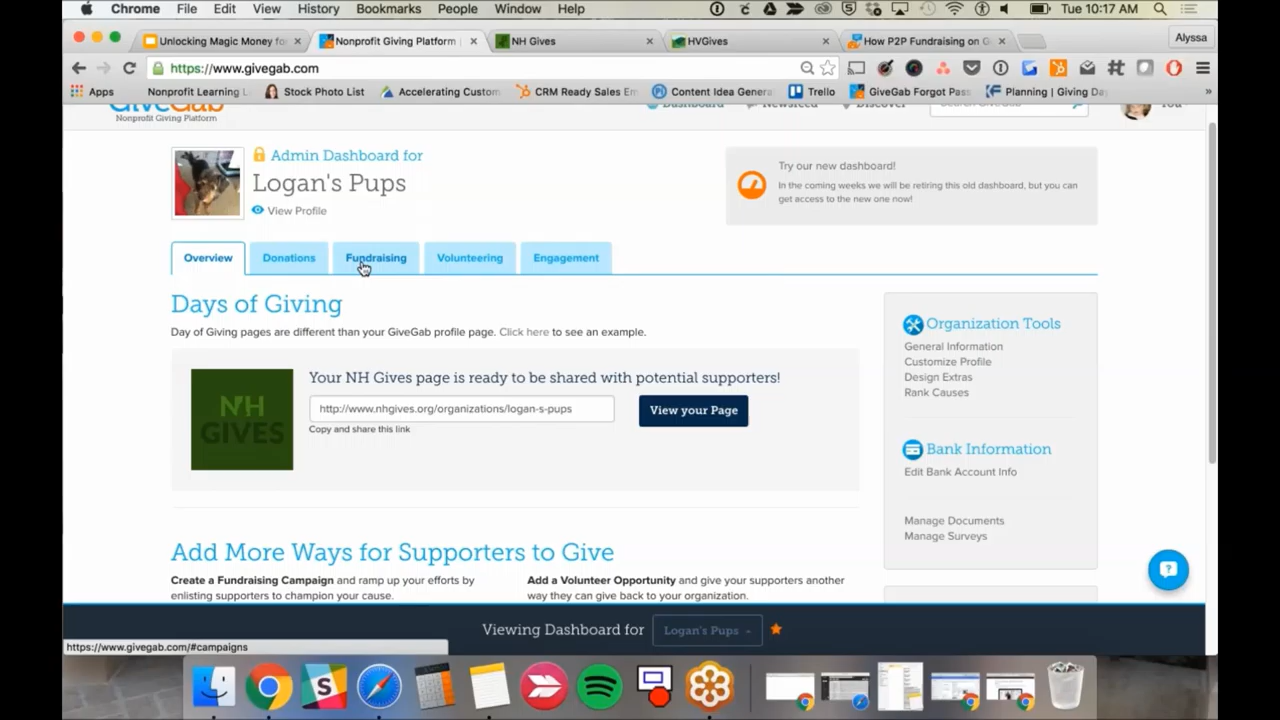 Chrome File Edit View History Bookmarks People Window Help Tue 10:17 AM
Unlocking Magic Money fo Nonprofit Giving Platform NH Gives HVGives How P2P Fundraising on G Alyssa
https://www.givegab.com
Apps Nonprofit Learning Stock Photo List Accelerating Custom CRM Ready Sales Em Content Idea Genera Trello GiveGab Forgot Pass Planning | Giving Day »
GiveGab Dashboard Newsfeed Discover You
Nonprofit Giving Platform
Admin Dashboard for
Logan's Pups
View Profile
Try our new dashboard!
In the coming weeks we will be retiring this old dashboard, but you can
get access to the new one now!
Overview Donations Fundraising Volunteering Engagement
Days of Giving
Day of Giving pages are different than your GiveGab profile page. Click here to see an example.
NH
GIVES
Your NH Gives page is ready to be shared with potential supporters!
http://www.nhgives.org/organizations/logan-s-pups
View your Page
Copy and share this link
Organization Tools
General Information
Customize Profile
Design Extras
Rank Causes
Bank Information
Edit Bank Account Info
Manage Documents
Manage Surveys
Add More Ways for Supporters to Give
Create a Fundraising Campaign and ramp up your efforts by
enlisting supporters to champion your cause.
Add a Volunteer Opportunity and give your supporters another
way they can give back to your organization.
Viewing Dashboard for Logan's Pups
https://www.givegab.com/#campaigns